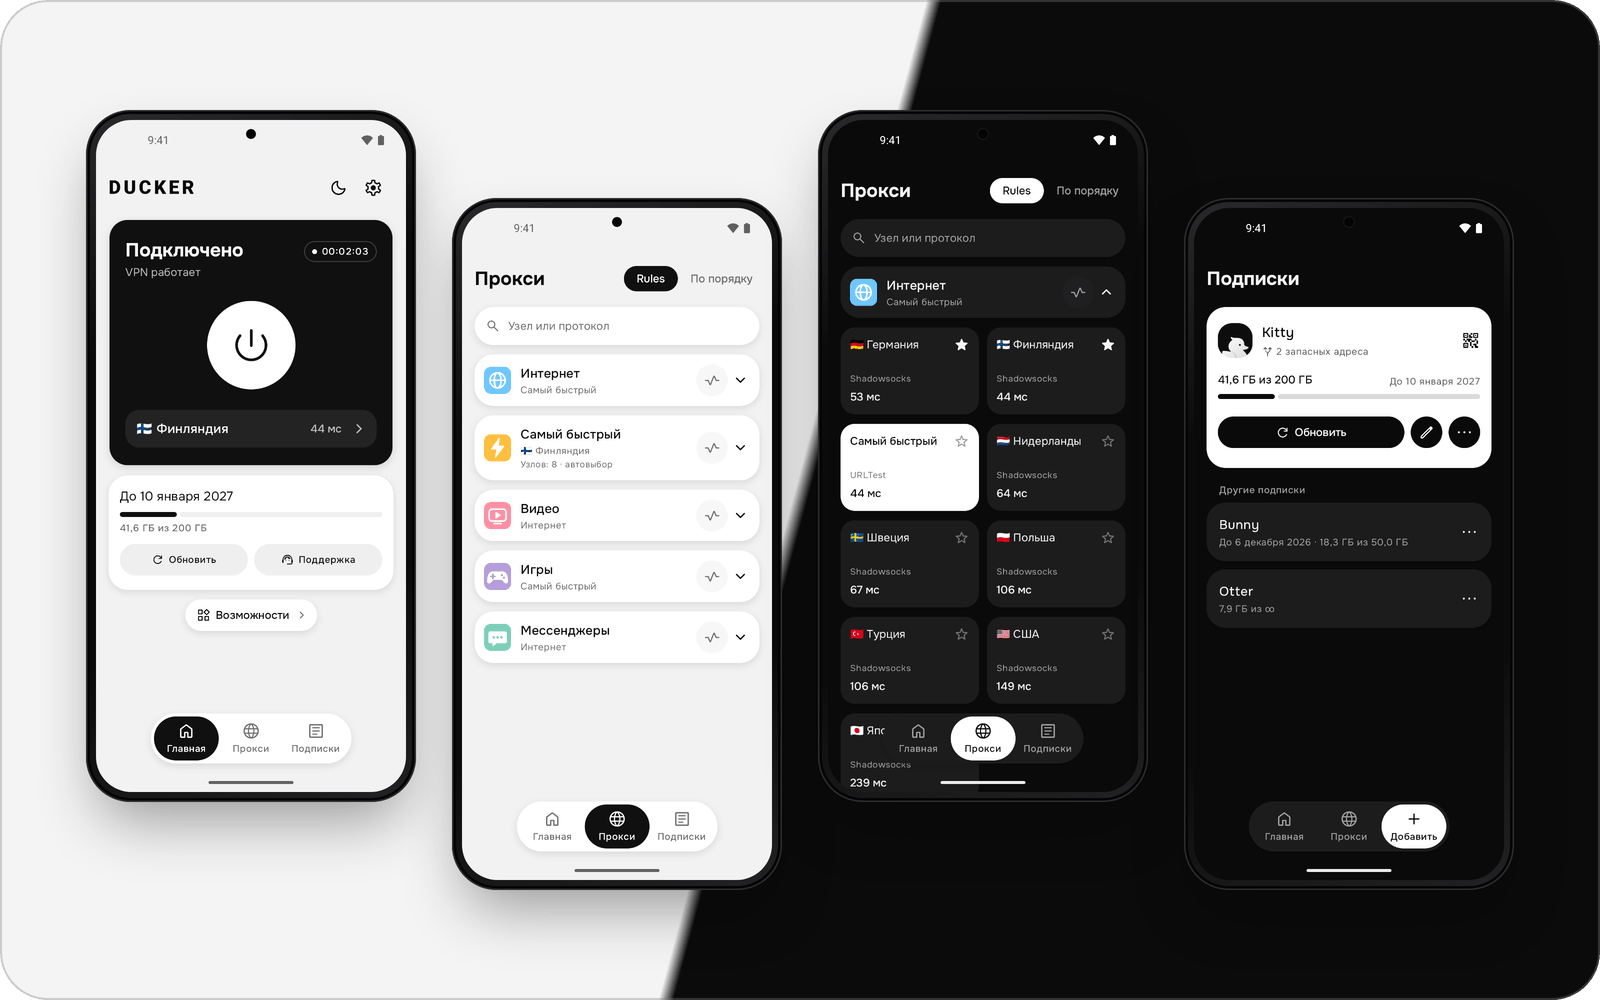 9:41
DUCKER
Подключено
00:02:03
VPN работает
Финляндия
44 мс
До 10 января 2027
41,6 ГБ из 200 ГБ
Обновить
Поддержка
Возможности
Главная
Прокси
Подписки
9:41
Прокси
Rules
По порядку
Узел или протокол
Интернет
Самый быстрый
Самый быстрый
Финляндия
Узлов: 8 · автовыбор
Видео
Интернет
Игры
Самый быстрый
Мессенджеры
Интернет
Главная
Прокси
Подписки
9:41
Прокси
Rules
По порядку
Узел или протокол
Интернет
Самый быстрый
Германия
Shadowsocks
53 мс
Финляндия
Shadowsocks
44 мс
Самый быстрый
URLTest
44 мс
Нидерланды
Shadowsocks
64 мс
Швеция
Shadowsocks
67 мс
Польша
Shadowsocks
106 мс
Турция
Shadowsocks
106 мс
США
Shadowsocks
149 мс
Shadowsocks
239 мс
Главная
Прокси
Подписки
9:41
Подписки
Kitty
2 запасных адреса
41,6 ГБ из 200 ГБ
До 10 января 2027
Обновить
Другие подписки
Bunny
До 6 декабря 2026 · 18,3 ГБ из 50,0 ГБ
Otter
7,9 ГБ из ∞
Главная
Прокси
Добавить